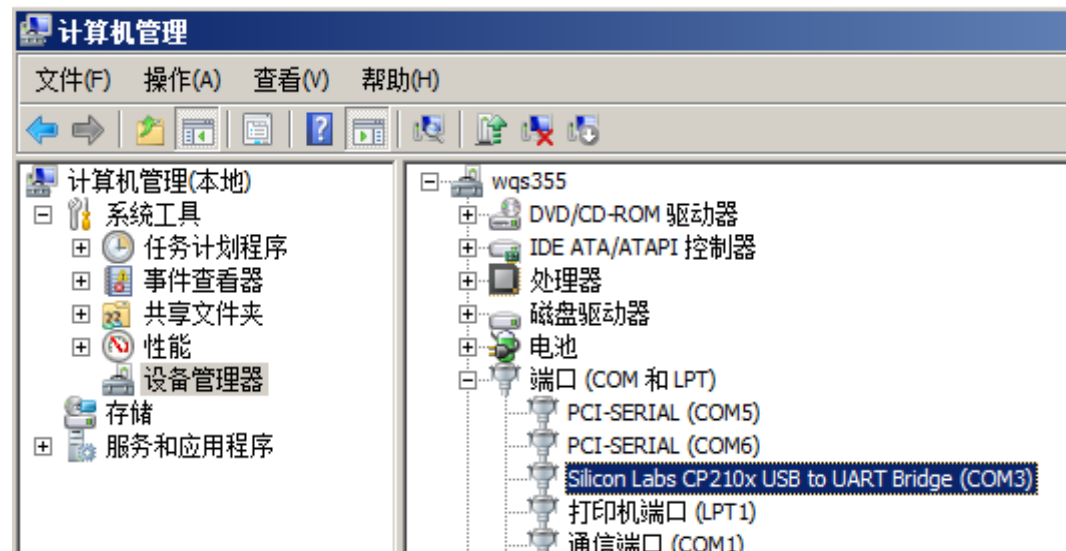 计算机管理
文件(F) 操作(A) 查看(V) 帮助(H)
计算机管理(本地)
系统工具
任务计划程序
事件查看器
共享文件夹
性能
设备管理器
存储
服务和应用程序
wqs355
DVD/CD-ROM 驱动器
IDE ATA/ATAPI 控制器
处理器
磁盘驱动器
电池
端口 (COM 和 LPT)
PCI-SERIAL (COM5)
PCI-SERIAL (COM6)
Silicon Labs CP210x USB to UART Bridge (COM3)
打印机端口 (LPT1)
通信端口 (COM1)